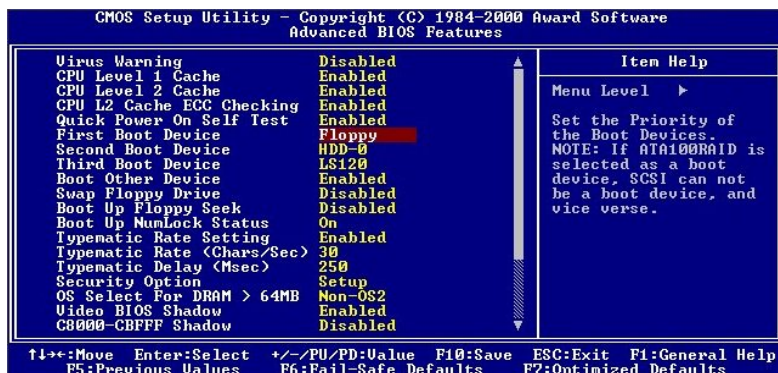 CMOS Setup Utility - Copyright (C) 1984-2000 Award Software
Advanced BIOS Features
Virus Warning Disabled
CPU Level 1 Cache Enabled
CPU Level 2 Cache Enabled
CPU L2 Cache ECC Checking Enabled
Quick Power On Self Test Enabled
First Boot Device Floppy
Second Boot Device HDD-0
Third Boot Device LS120
Boot Other Device Enabled
Swap Floppy Drive Disabled
Boot Up Floppy Seek Disabled
Boot Up NumLock Status On
Typematic Rate Setting Enabled
Typematic Rate (Chars/Sec) 30
Typematic Delay (Msec) 250
Security Option Setup
OS Select For DRAM > 64MB Non-OS2
Video BIOS Shadow Enabled
C8000-CBFFF Shadow Disabled
Item Help
Menu Level ▸
Set the Priority of
the Boot Devices.
NOTE: If ATA100RAID is
selected as a boot
device, SCSI can not
be a boot device, and
vice verse.
↑↓→←:Move Enter:Select +/-/PU/PD:Value F10:Save ESC:Exit F1:General Help
F5:Previous Values F6:Fail-Safe Defaults F7:Optimized Defaults